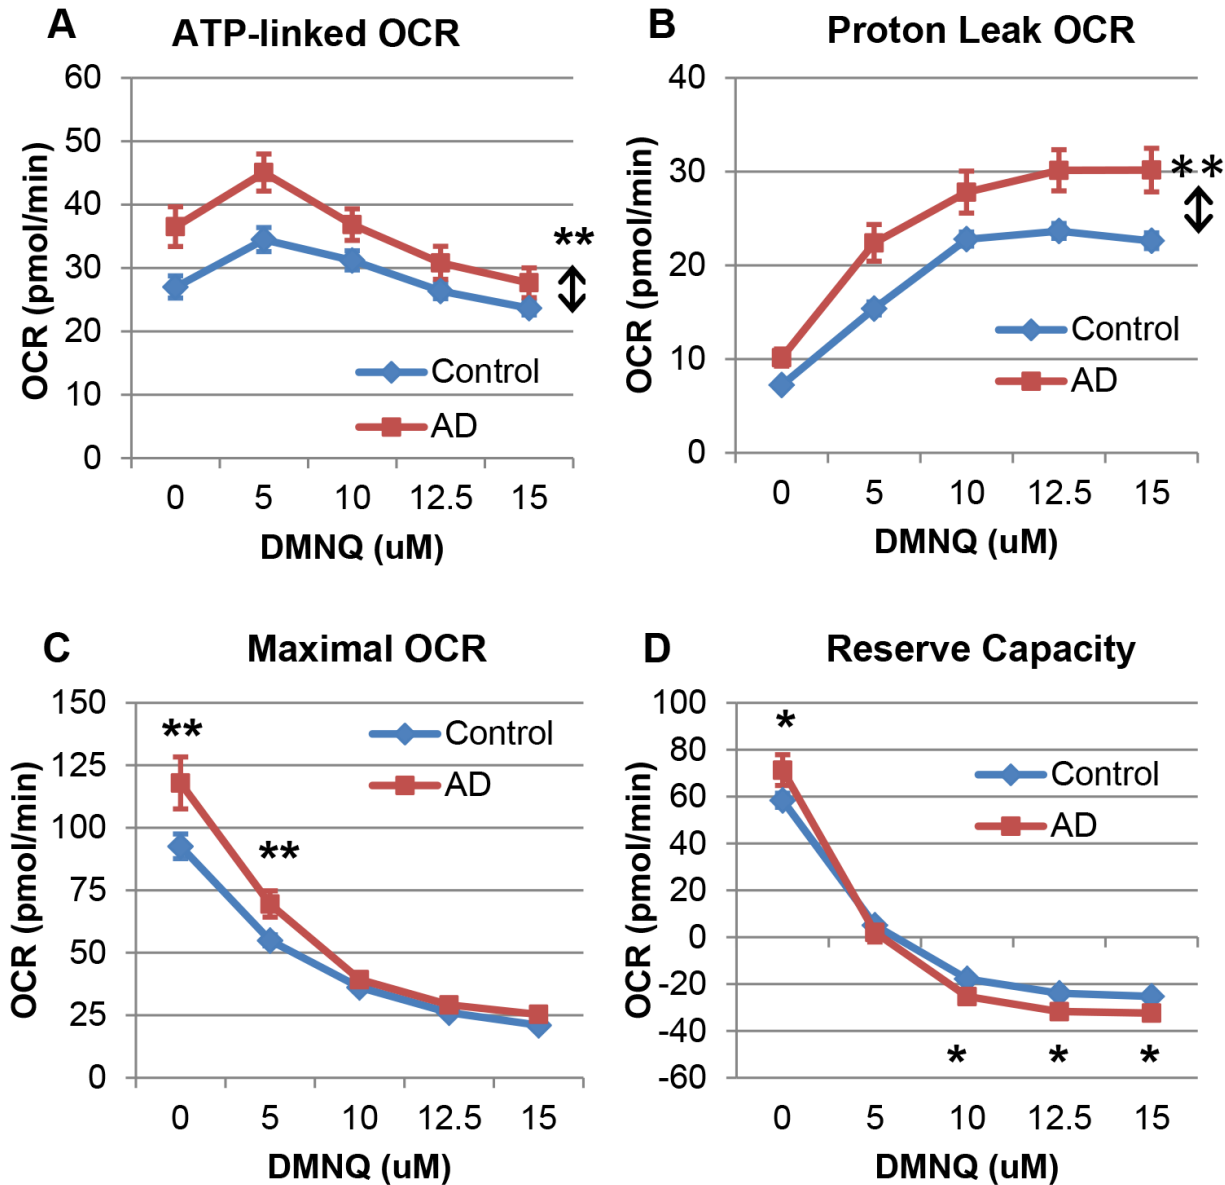 A
ATP-linked OCR
OCR (pmol/min)
60
50
40
30
20
10
0
**
Control
AD
0 5 10 12.5 15
DMNQ (uM)
B
Proton Leak OCR
OCR (pmol/min)
40
30
20
10
0
**
Control
AD
0 5 10 12.5 15
DMNQ (uM)
C
Maximal OCR
OCR (pmol/min)
150
125
100
75
50
25
0
**
**
Control
AD
0 5 10 12.5 15
DMNQ (uM)
D
Reserve Capacity
OCR (pmol/min)
100
80
60
40
20
0
-20
-40
-60
*
Control
AD
* * *
0 5 10 12.5 15
DMNQ (uM)